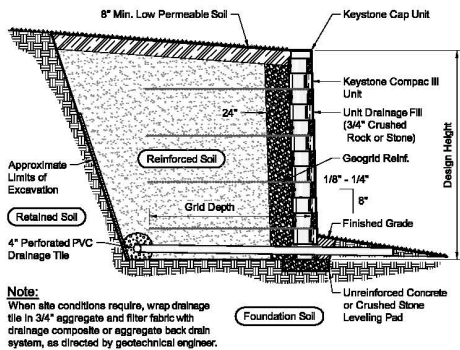 8" Min. Low Permeable Soil
Keystone Cap Unit
Keystone Compac III
Unit
24"
Unit Drainage Fill
(3/4" Crushed
Rock or Stone)
Reinforced Soil
Geogrid Reinf.
Design Height
Approximate
Limits of
Excavation
1/8" - 1/4"
8"
Grid Depth
Retained Soil
Finished Grade
4" Perforated PVC
Drainage Tile
Note:
When site conditions require, wrap drainage
tile in 3/4" aggregate and filter fabric with
drainage composite or aggregate back drain
system, as directed by geotechnical engineer.
Foundation Soil
Unreinforced Concrete
or Crushed Stone
Leveling Pad